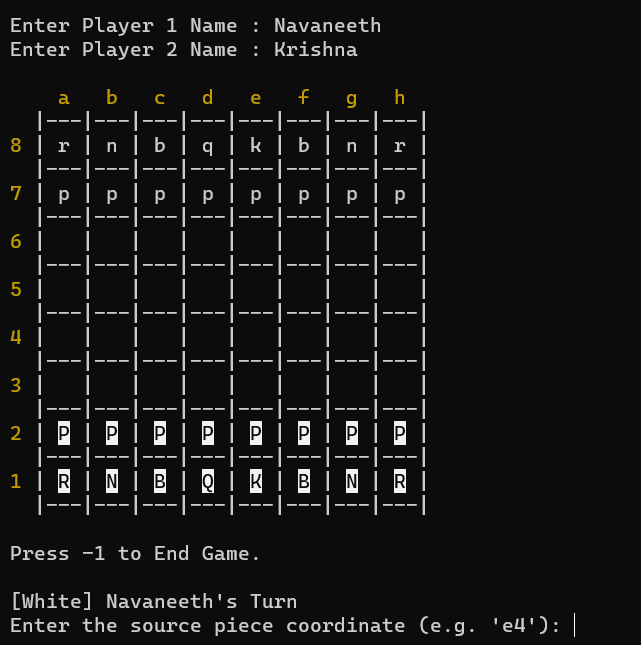 Enter Player 1 Name : Navaneeth
Enter Player 2 Name : Krishna
a b c d e f g h
|---|---|---|---|---|---|---|---|
8 | r | n | b | q | k | b | n | r |
|---|---|---|---|---|---|---|---|
7 | p | p | p | p | p | p | p | p |
|---|---|---|---|---|---|---|---|
6 |   |   |   |   |   |   |   |   |
|---|---|---|---|---|---|---|---|
5 |   |   |   |   |   |   |   |   |
|---|---|---|---|---|---|---|---|
4 |   |   |   |   |   |   |   |   |
|---|---|---|---|---|---|---|---|
3 |   |   |   |   |   |   |   |   |
|---|---|---|---|---|---|---|---|
2 | P | P | P | P | P | P | P | P |
|---|---|---|---|---|---|---|---|
1 | R | N | B | Q | K | B | N | R |
|---|---|---|---|---|---|---|---|
Press -1 to End Game.
[White] Navaneeth's Turn
Enter the source piece coordinate (e.g. 'e4'):